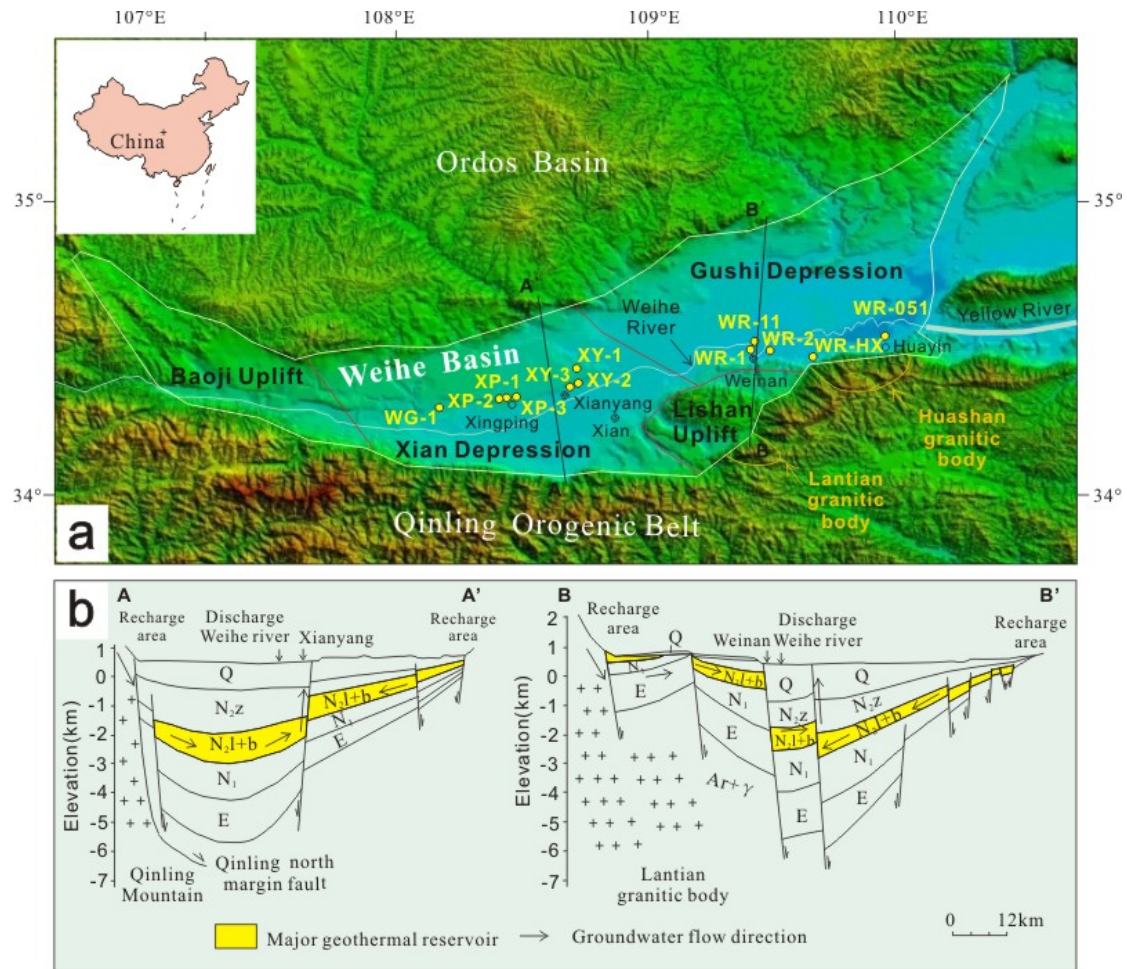 107°E 108°E 109°E 110°E
China
Ordos Basin
35° 35°
B'
A'
Gushi Depression
Weihe
River
WR-051
Yellow River
WR-11
WR-2
WR-HX
Huayin
WR-1
Weinan
Weihe Basin
XY-1
XY-3
XY-2
Baoji Uplift
XP-1
XP-2
XP-3
WG-1
Xingping
Xianyang
Xian
Lishan
Uplift
Xian Depression
Huashan
granitic
body
B
A
Lantian
granitic
body
34° 34°
Qinling Orogenic Belt
a
b
A A'
Recharge
area
Discharge
Weihe river
Xianyang
Recharge
area
0
-1
-2
-3
-4
-5
-6
-7
Elevation(km)
Q
N₂z
N₂l+b
N₁
E
N₁
E
Qinling
Mountain
Qinling north
margin fault
B B'
Recharge
area
Q
Weinan
Discharge
Weihe river
Recharge
area
2
1
0
-1
-2
-3
-4
-5
-6
-7
Elevation(km)
N₁
E
N₂l+b
N₁
E
Q
N₂z
N₂l+b
N₁
E
Q
N₂z
N₂l+b
N₁
E
Ar+γ
Lantian
granitic body
Major geothermal reservoir
Groundwater flow direction
0 12km